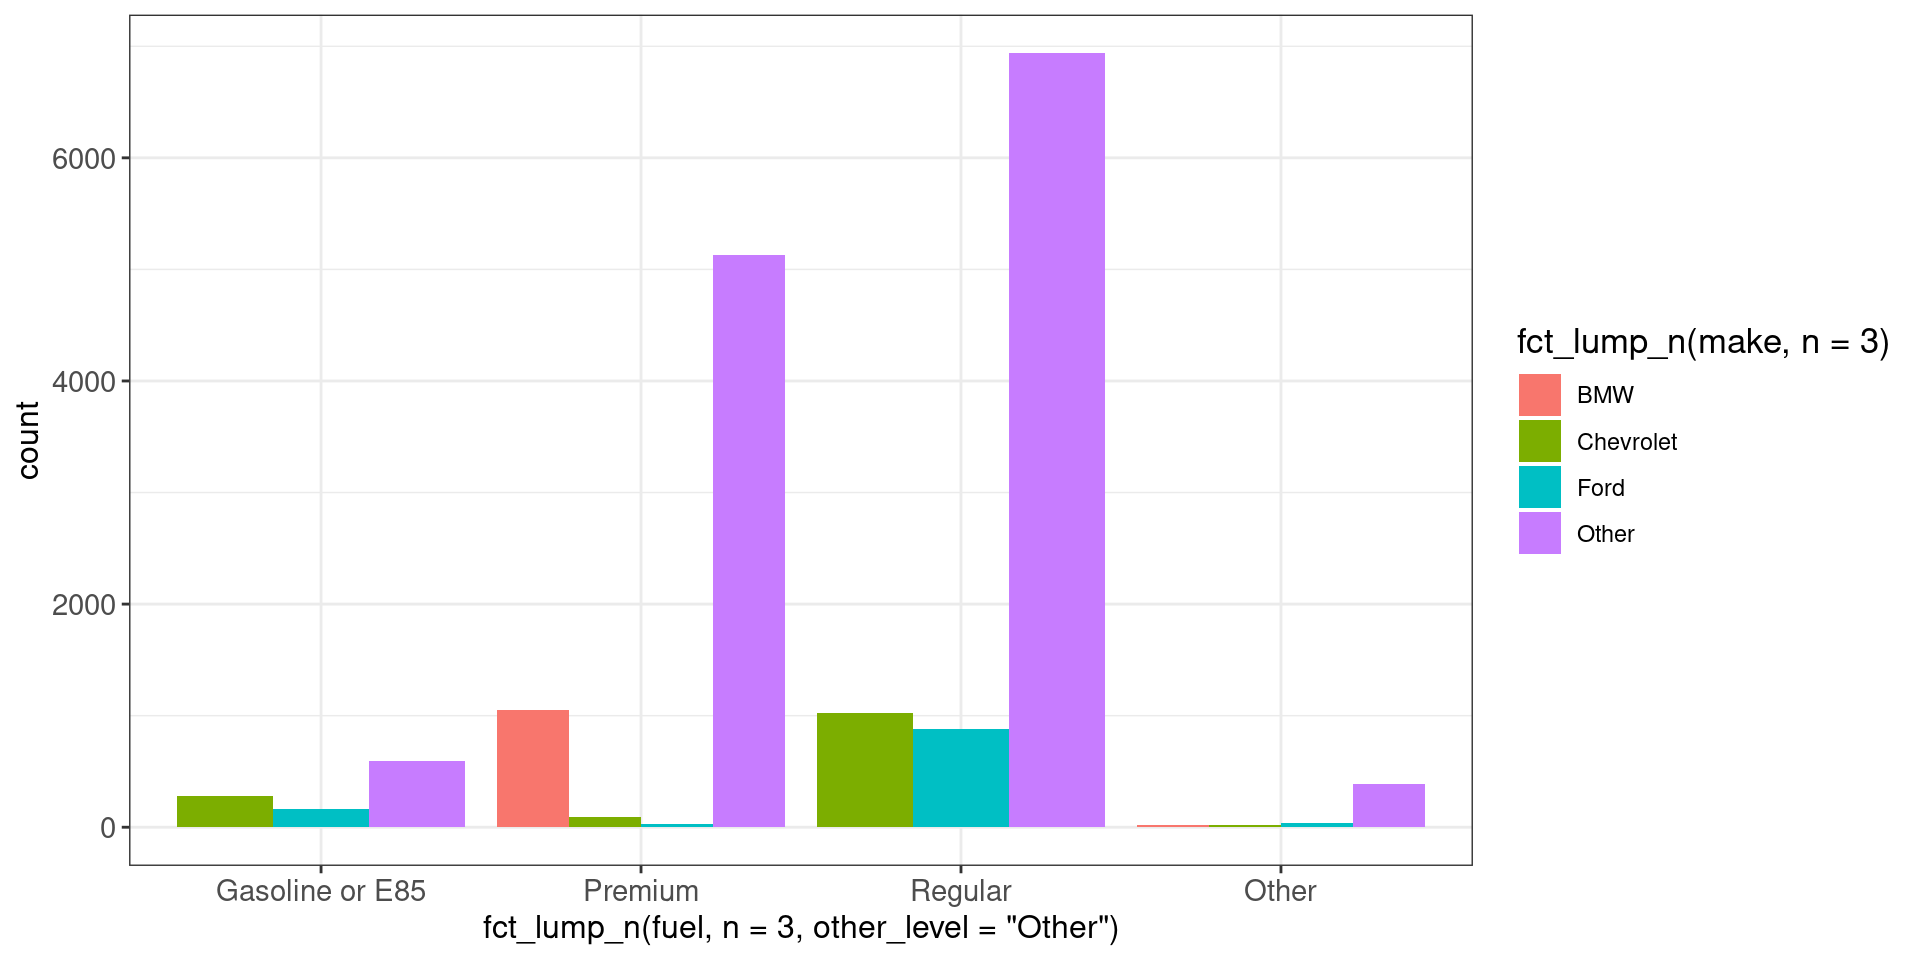 6000
4000
2000
0
count
Gasoline or E85
Premium
Regular
Other
fct_lump_n(fuel, n = 3, other_level = "Other")
fct_lump_n(make, n = 3)
BMW
Chevrolet
Ford
Other